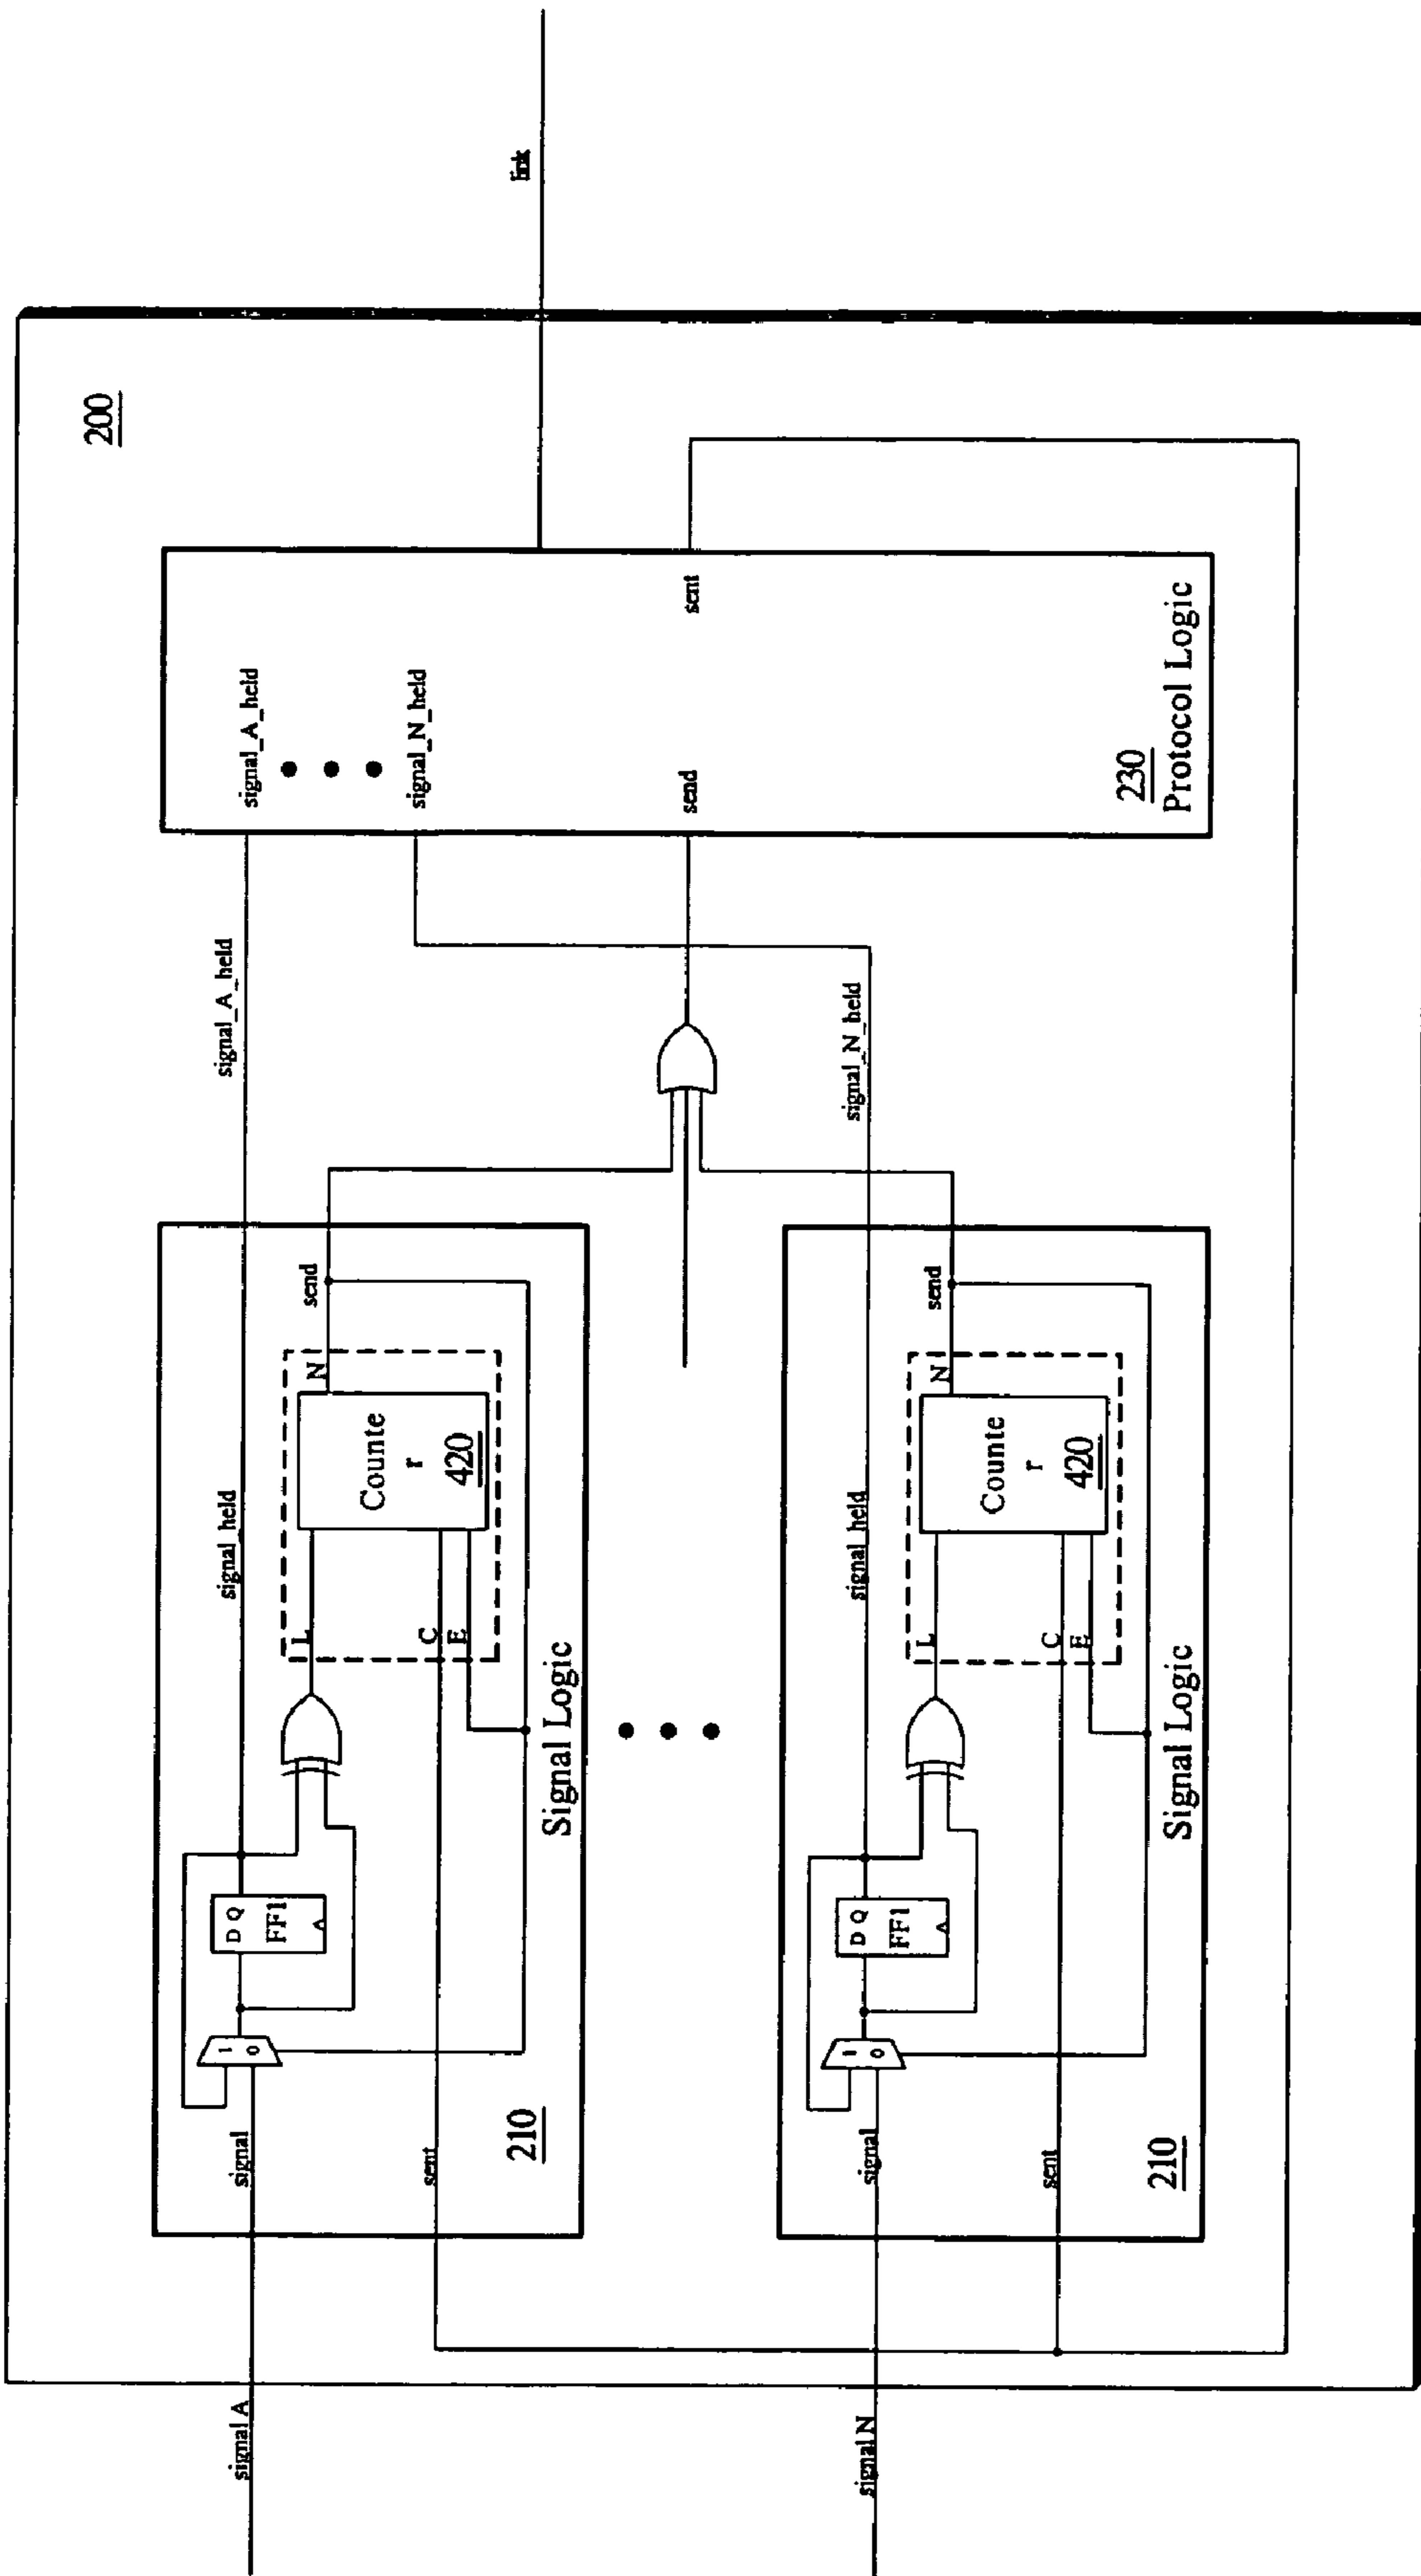 200
link
signal A
signal
signal_held
signal_A_held
signal_A_held
1
0
D Q
FF1
L
C
E
N
send
Counte
r
420
sent
210
Signal Logic
signal_N_held
send
sent
230
Protocol Logic
signal N
signal
signal_held
signal_N_held
1
0
D Q
FF1
L
C
E
N
send
Counte
r
420
sent
210
Signal Logic